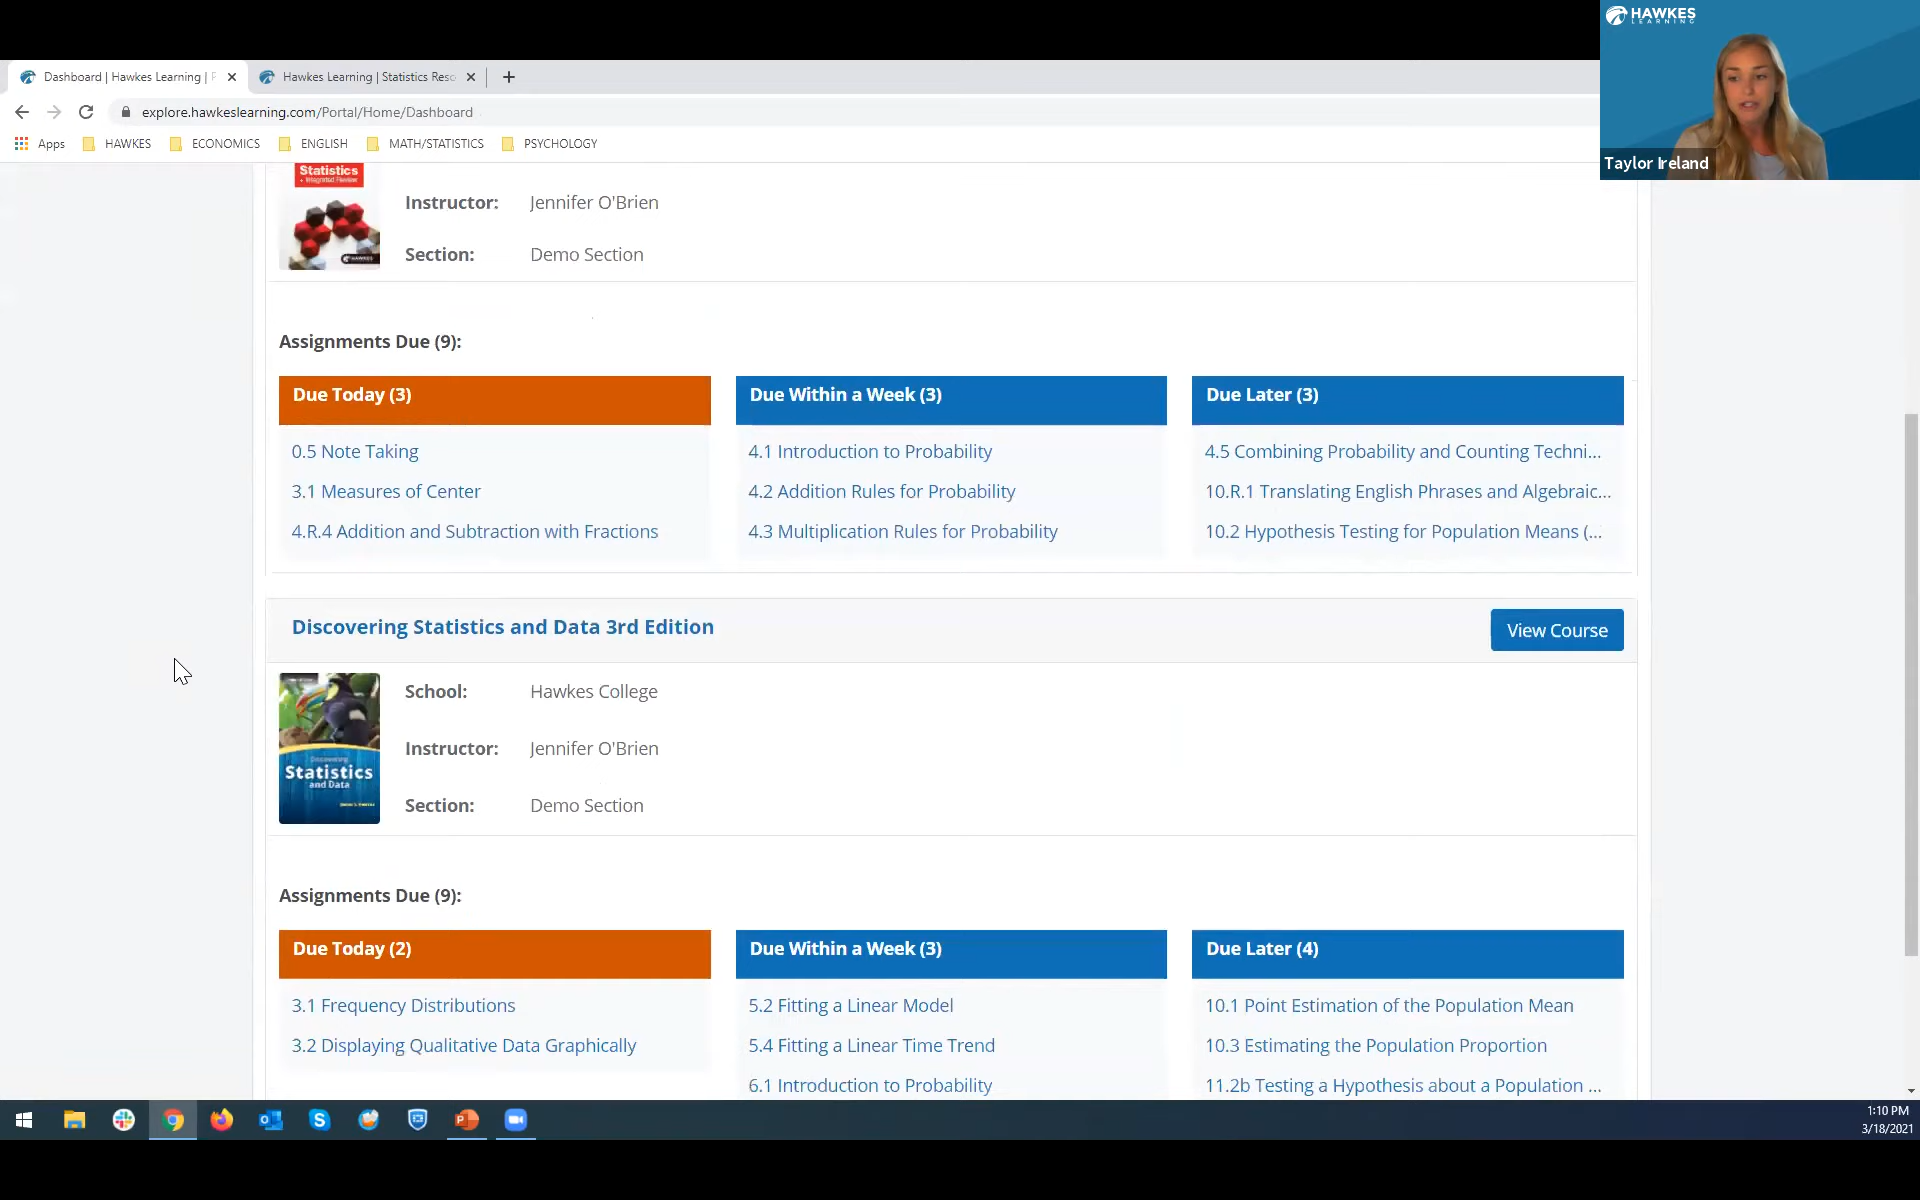 HAWKES
LEARNING
Taylor Ireland
Dashboard | Hawkes Learning | P
Hawkes Learning | Statistics Reso
explore.hawkeslearning.com/Portal/Home/Dashboard
Apps HAWKES ECONOMICS ENGLISH MATH/STATISTICS PSYCHOLOGY
Statistics
+ Integrated Review
HAWKES
Instructor: Jennifer O'Brien
Section: Demo Section
Assignments Due (9):
Due Today (3)
0.5 Note Taking
3.1 Measures of Center
4.R.4 Addition and Subtraction with Fractions
Due Within a Week (3)
4.1 Introduction to Probability
4.2 Addition Rules for Probability
4.3 Multiplication Rules for Probability
Due Later (3)
4.5 Combining Probability and Counting Techni...
10.R.1 Translating English Phrases and Algebraic...
10.2 Hypothesis Testing for Population Means (...
Discovering Statistics and Data 3rd Edition
View Course
Discovering
Statistics
and Data
School: Hawkes College
Instructor: Jennifer O'Brien
Section: Demo Section
Assignments Due (9):
Due Today (2)
3.1 Frequency Distributions
3.2 Displaying Qualitative Data Graphically
Due Within a Week (3)
5.2 Fitting a Linear Model
5.4 Fitting a Linear Time Trend
6.1 Introduction to Probability
Due Later (4)
10.1 Point Estimation of the Population Mean
10.3 Estimating the Population Proportion
11.2b Testing a Hypothesis about a Population ...
1:10 PM
3/18/2021